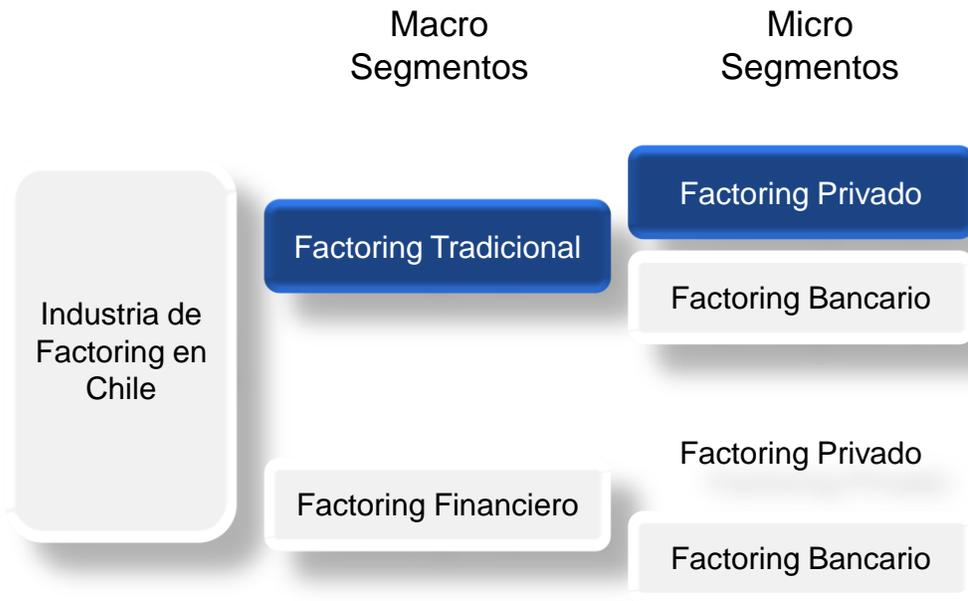 Macro
Segmentos
Micro
Segmentos
Industria de
Factoring en
Chile
Factoring Tradicional
Factoring Privado
Factoring Bancario
Factoring Financiero
Factoring Privado
Factoring Bancario